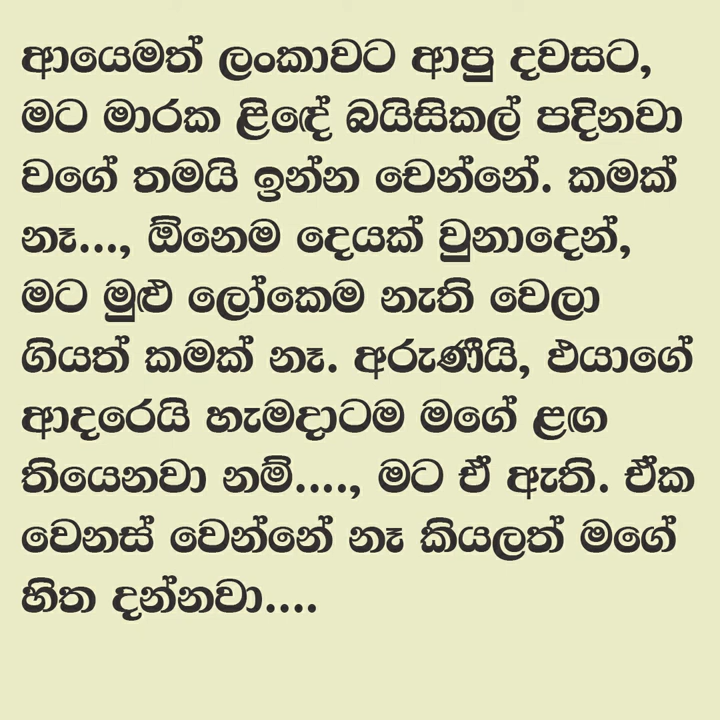 ආයෙමත් ලංකාවට ආපු දවසට,
මට මාරක ළිඳේ බයිසිකල් පදිනවා
වගේ තමයි ඉන්න වෙන්නේ. කමක්
නෑ..., ඕනෙම දෙයක් වුනාදෙන්,
මට මුළු ලෝකෙම නැති වෙලා
ගියත් කමක් නෑ. අරුණියි, එයාගේ
ආදරෙයි හැමදාටම මගේ ළඟ
තියෙනවා නම්...., මට ඒ ඇති. ඒක
වෙනස් වෙන්නේ නෑ කියලත් මගේ
හිත දන්නවා....